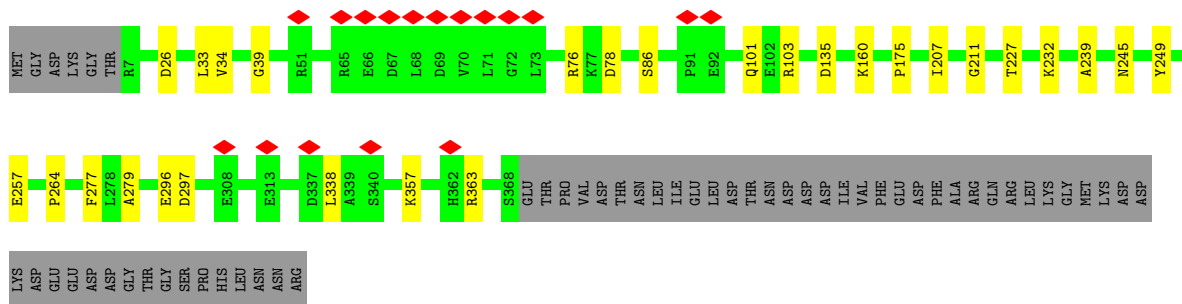 MET GLY ASP LYS GLY THR R7 D26 L33 V34 G39 R51 R65 E66 D67 L68 D69 V70 L71 G72 L73 R76 K77 D78 S86 P91 E92 Q101 E102 R103 D135 K160 P175 I207 G211 T227 K232 A239 N245 Y249
E257 P264 F277 L278 A279 E296 D297 E308 E313 D337 L338 A339 S340 K357 H362 R363 S368 GLU THR PRO VAL ASP THR ASN LEU ILE GLU LEU ASP THR ASN ASP ASP ASP ILE VAL PHE GLU ASP PHE ALA ARG GLN ARG LEU LYS GLY MET LYS ASP ASP
LYS ASP GLU GLU ASP ASP GLY THR GLY SER PRO HIS LEU ASN ASN ARG